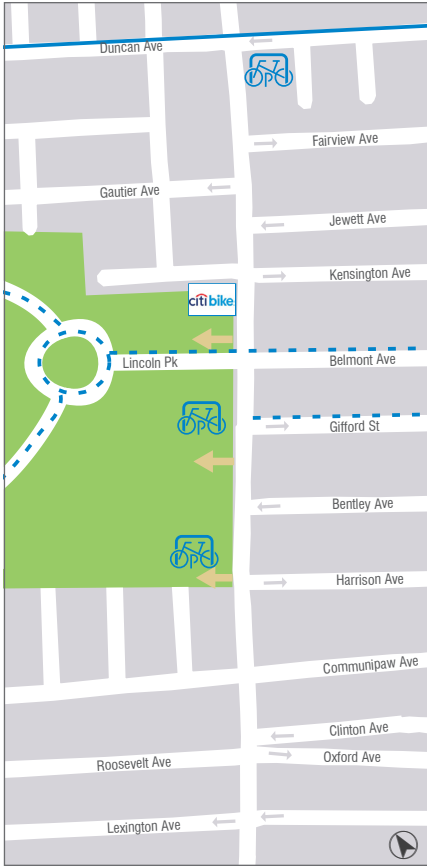 Duncan Ave
Fairview Ave
Gautier Ave
Jewett Ave
Kensington Ave
citibike
Lincoln Pk
Belmont Ave
Gifford St
Bentley Ave
Harrison Ave
Communipaw Ave
Clinton Ave
Oxford Ave
Roosevelt Ave
Lexington Ave